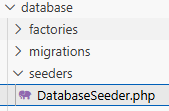 database
factories
migrations
seeders
DatabaseSeeder.php